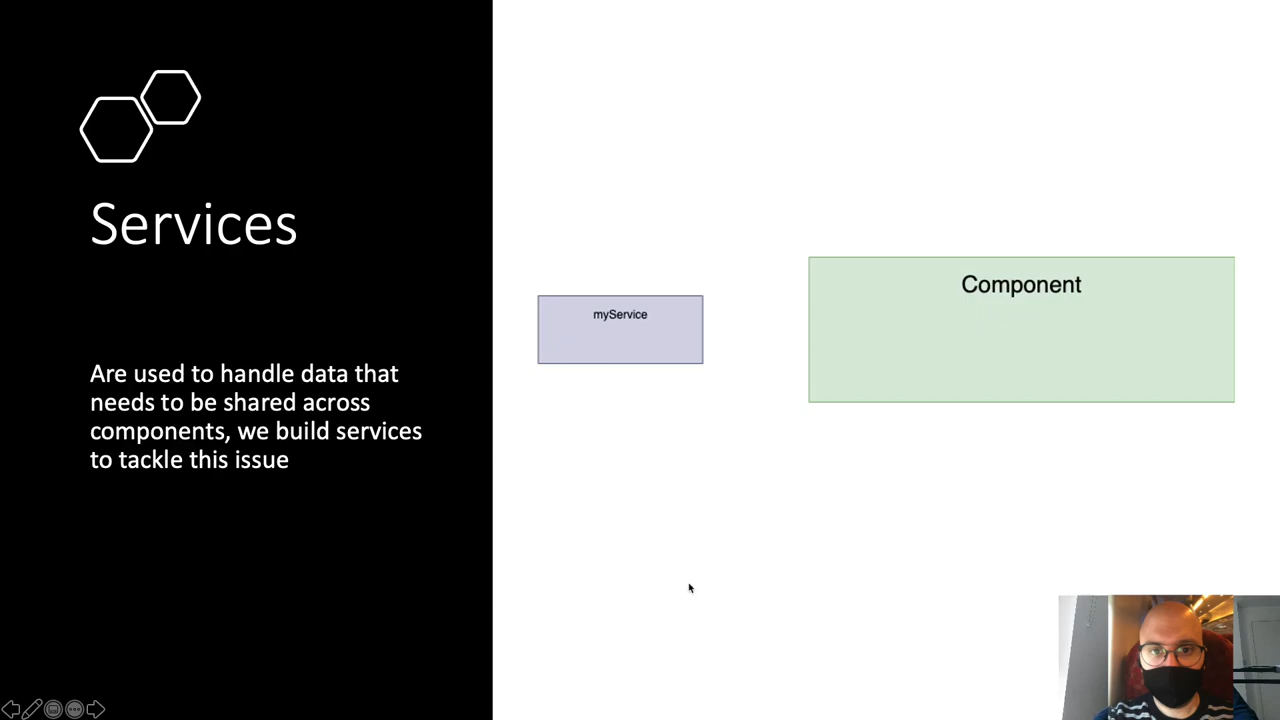 Services
Are used to handle data that
needs to be shared across
components, we build services
to tackle this issue
myService
Component